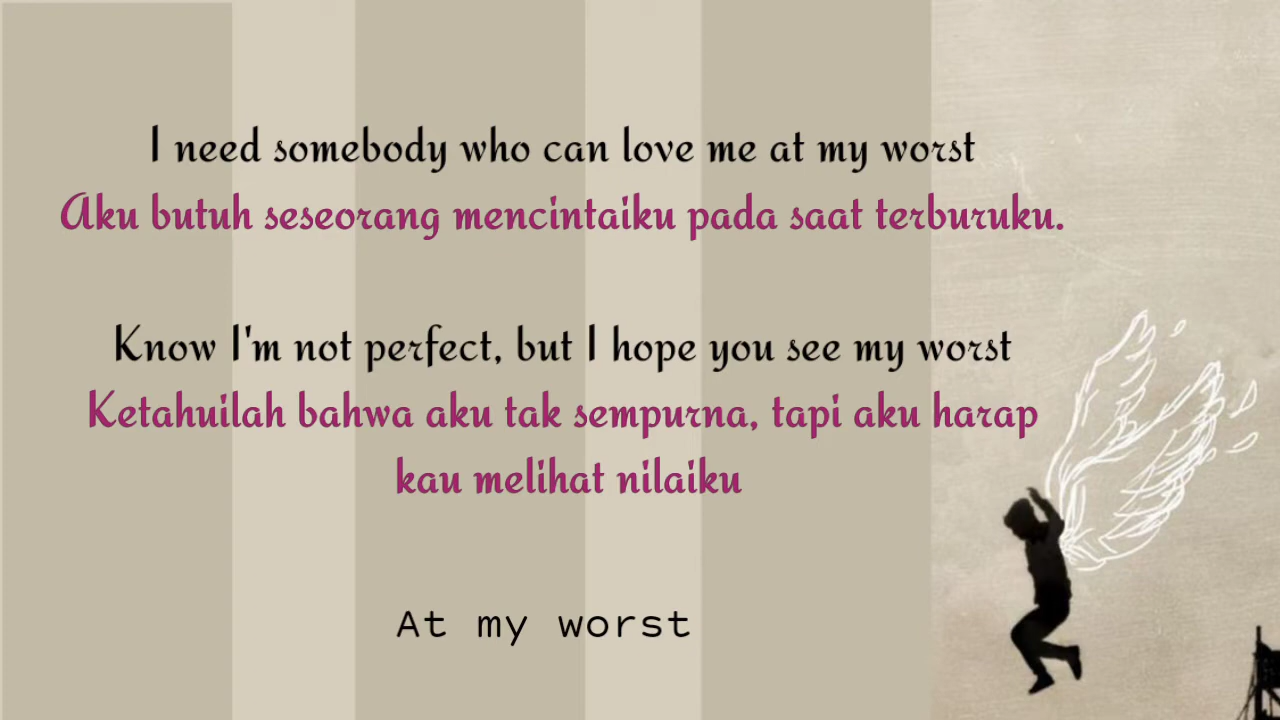 I need somebody who can love me at my worst
Aku butuh seseorang mencintaiku pada saat terburuku.
Know I'm not perfect, but I hope you see my worst
Ketahuilah bahwa aku tak sempurna, tapi aku harap
kau melihat nilaiku
At my worst